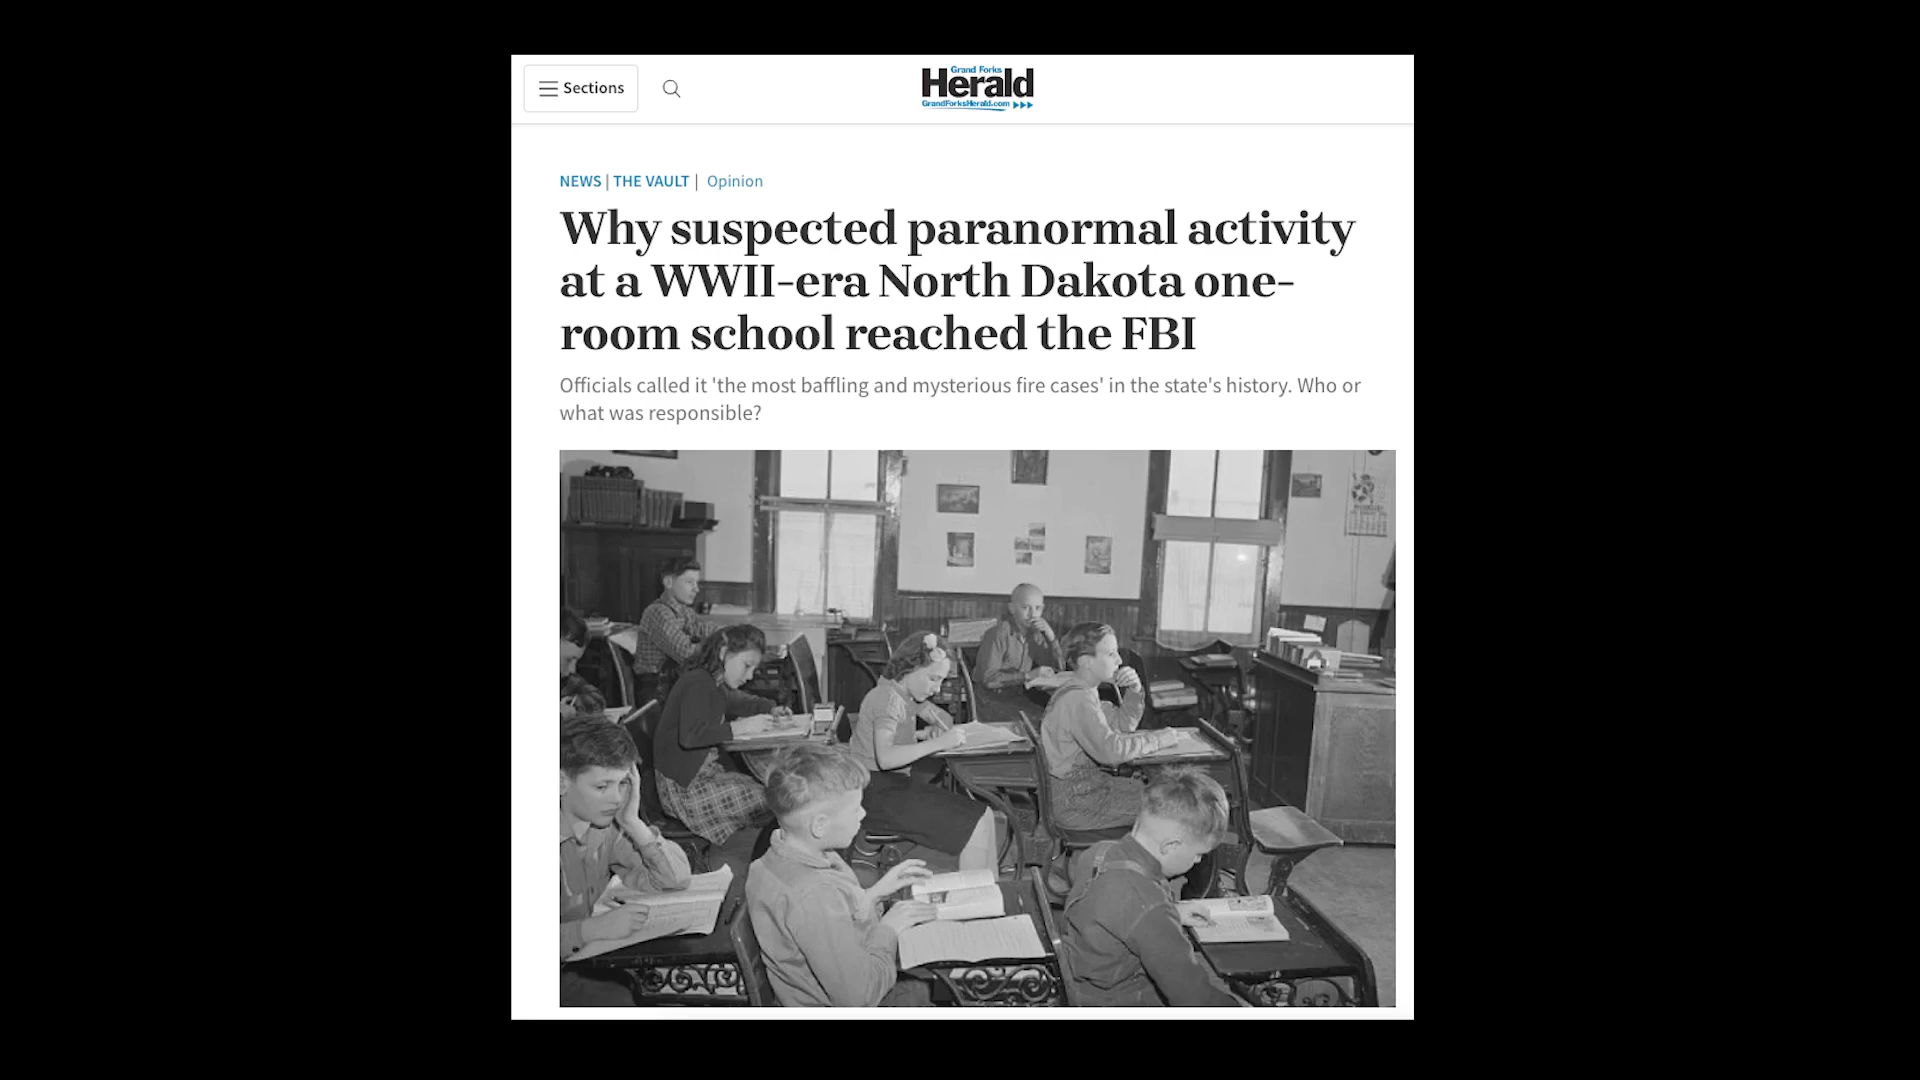 Sections
Grand Forks
Herald
GrandForksHerald.com
NEWS | THE VAULT | Opinion
Why suspected paranormal activity
at a WWII-era North Dakota one-
room school reached the FBI
Officials called it 'the most baffling and mysterious fire cases' in the state's history. Who or
what was responsible?